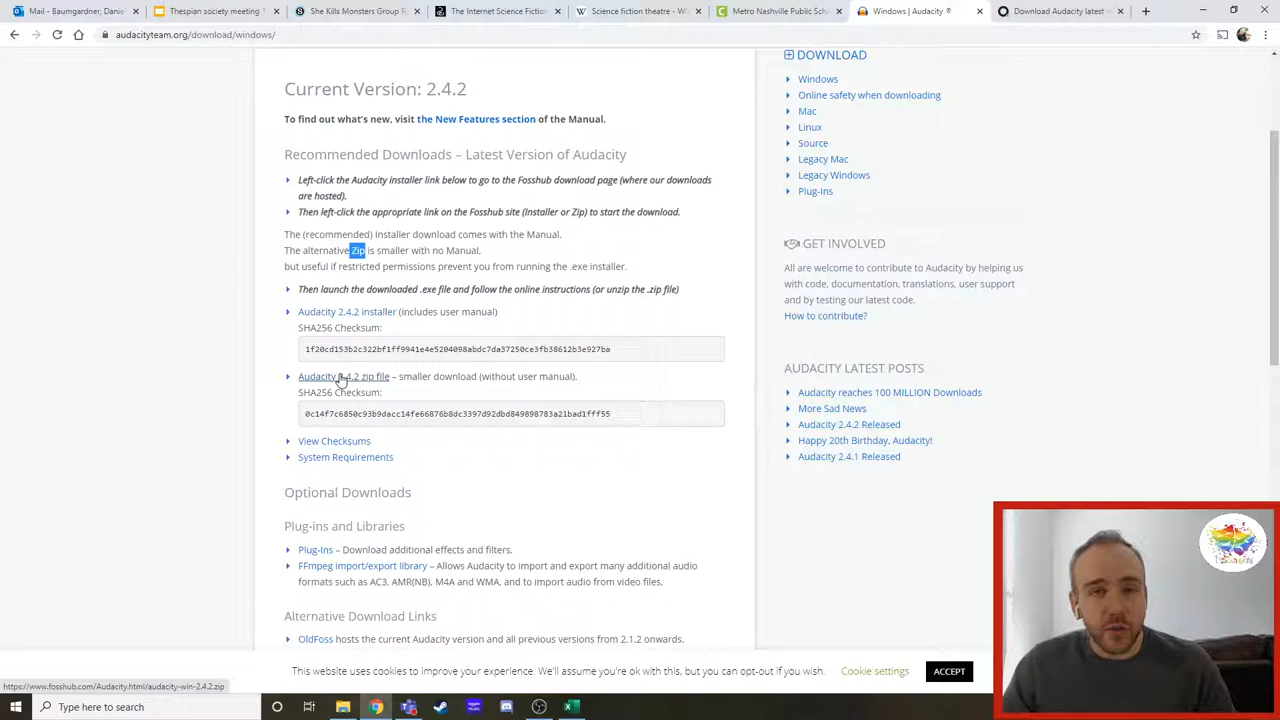 Mail - Baumgartner, Daniel
Thespian society meeting
She Kills Monsters Group R
The Internet Science Fiction
Science fiction theatre - W
Metro Nashville Public Sch
Windows | Audacity ®
Download Audacity latest re
audacityteam.org/download/windows/
Current Version: 2.4.2
To find out what's new, visit the New Features section of the Manual.
Recommended Downloads – Latest Version of Audacity
Left-click the Audacity installer link below to go to the Fosshub download page (where our downloads
are hosted).
Then left-click the appropriate link on the Fosshub site (Installer or Zip) to start the download.
The (recommended) Installer download comes with the Manual.
The alternative Zip is smaller with no Manual,
but useful if restricted permissions prevent you from running the .exe installer.
Then launch the downloaded .exe file and follow the online instructions (or unzip the .zip file)
Audacity 2.4.2 installer (includes user manual)
SHA256 Checksum:
1f20cd153b2c322bf1ff9941e4e5204098abdc7da37250ce3fb38612b3e927ba
Audacity 2.4.2 zip file – smaller download (without user manual).
SHA256 Checksum:
0c14f7c6850c93b9dacc14fe66876b8dc3397d92dbd849898783a21bad1fff55
View Checksums
System Requirements
Optional Downloads
Plug-ins and Libraries
Plug-Ins – Download additional effects and filters.
FFmpeg import/export library – Allows Audacity to import and export many additional audio
formats such as AC3, AMR(NB), M4A and WMA, and to import audio from video files.
Alternative Download Links
OldFoss hosts the current Audacity version and all previous versions from 2.1.2 onwards.
DOWNLOAD
Windows
Online safety when downloading
Mac
Linux
Source
Legacy Mac
Legacy Windows
Plug-Ins
GET INVOLVED
All are welcome to contribute to Audacity by helping us
with code, documentation, translations, user support
and by testing our latest code.
How to contribute?
AUDACITY LATEST POSTS
Audacity reaches 100 MILLION Downloads
More Sad News
Audacity 2.4.2 Released
Happy 20th Birthday, Audacity!
Audacity 2.4.1 Released
This website uses cookies to improve your experience. We'll assume you're ok with this, but you can opt-out if you wish.
Cookie settings
ACCEPT
https://www.fosshub.com/Audacity.html/audacity-win-2.4.2.zip
Type here to search